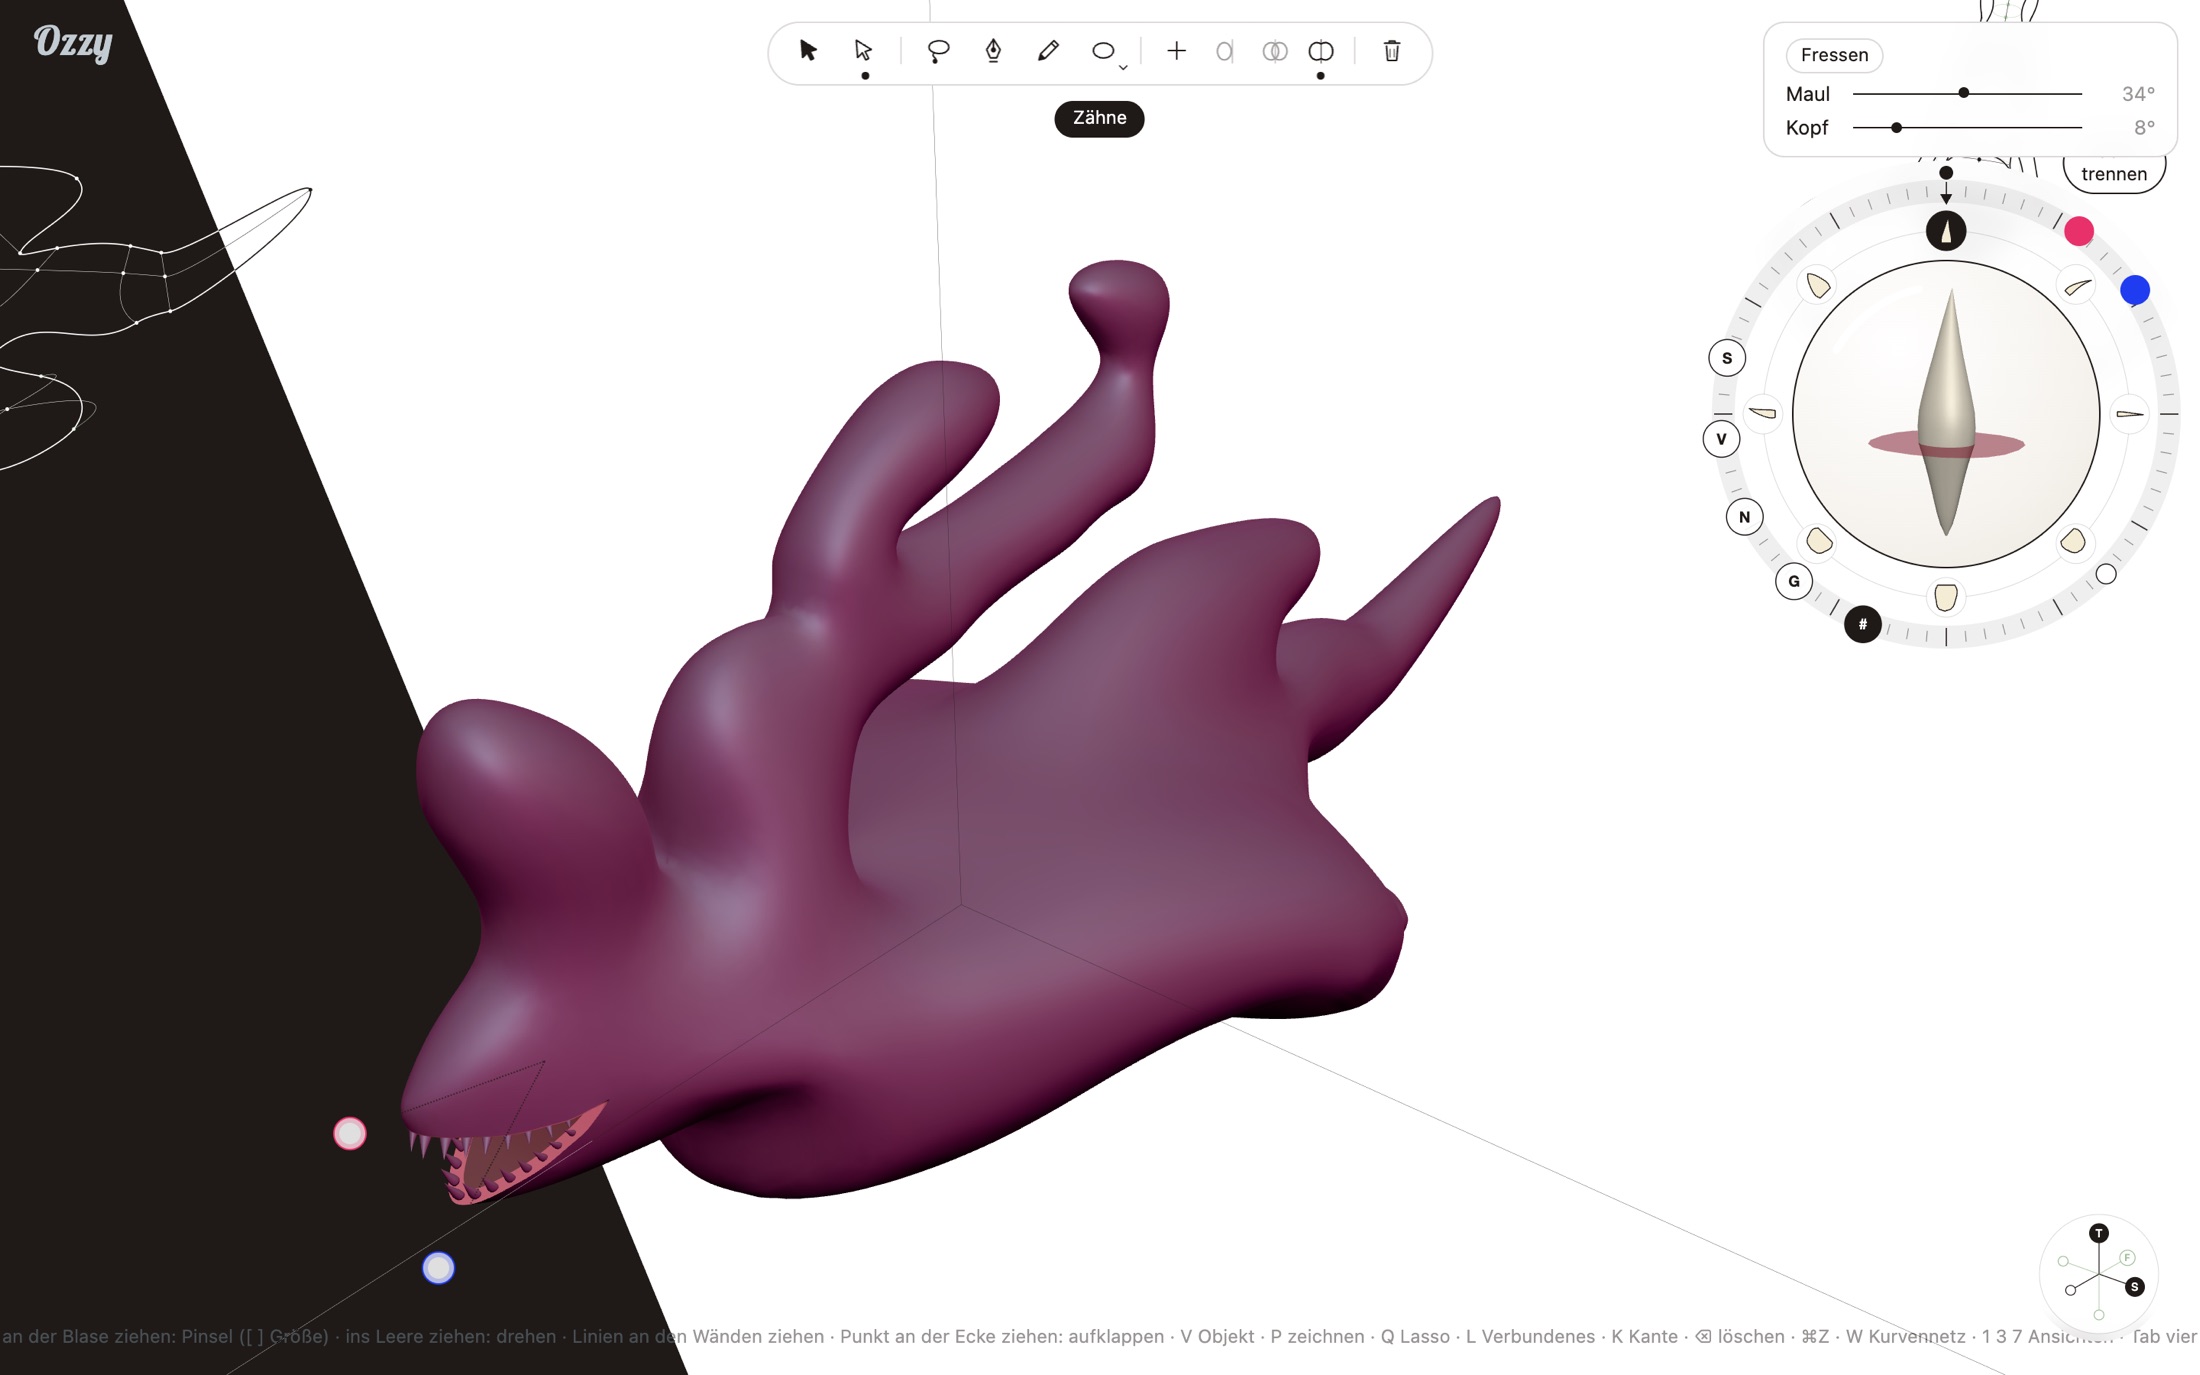 Ozzy
Zähne
Fressen
Maul 34°
Kopf 8°
trennen
S
V
N
G
#
T
F
S
an der Blase ziehen: Pinsel ([ ] Größe) · ins Leere ziehen: drehen · Linien an den Wänden ziehen · Punkt an der Ecke ziehen: aufklappen · V Objekt · P zeichnen · Q Lasso · L Verbundenes · K Kante · ⌫ löschen · ⌘Z · W Kurvennetz · 1 3 7 Ansichten · Tab vier